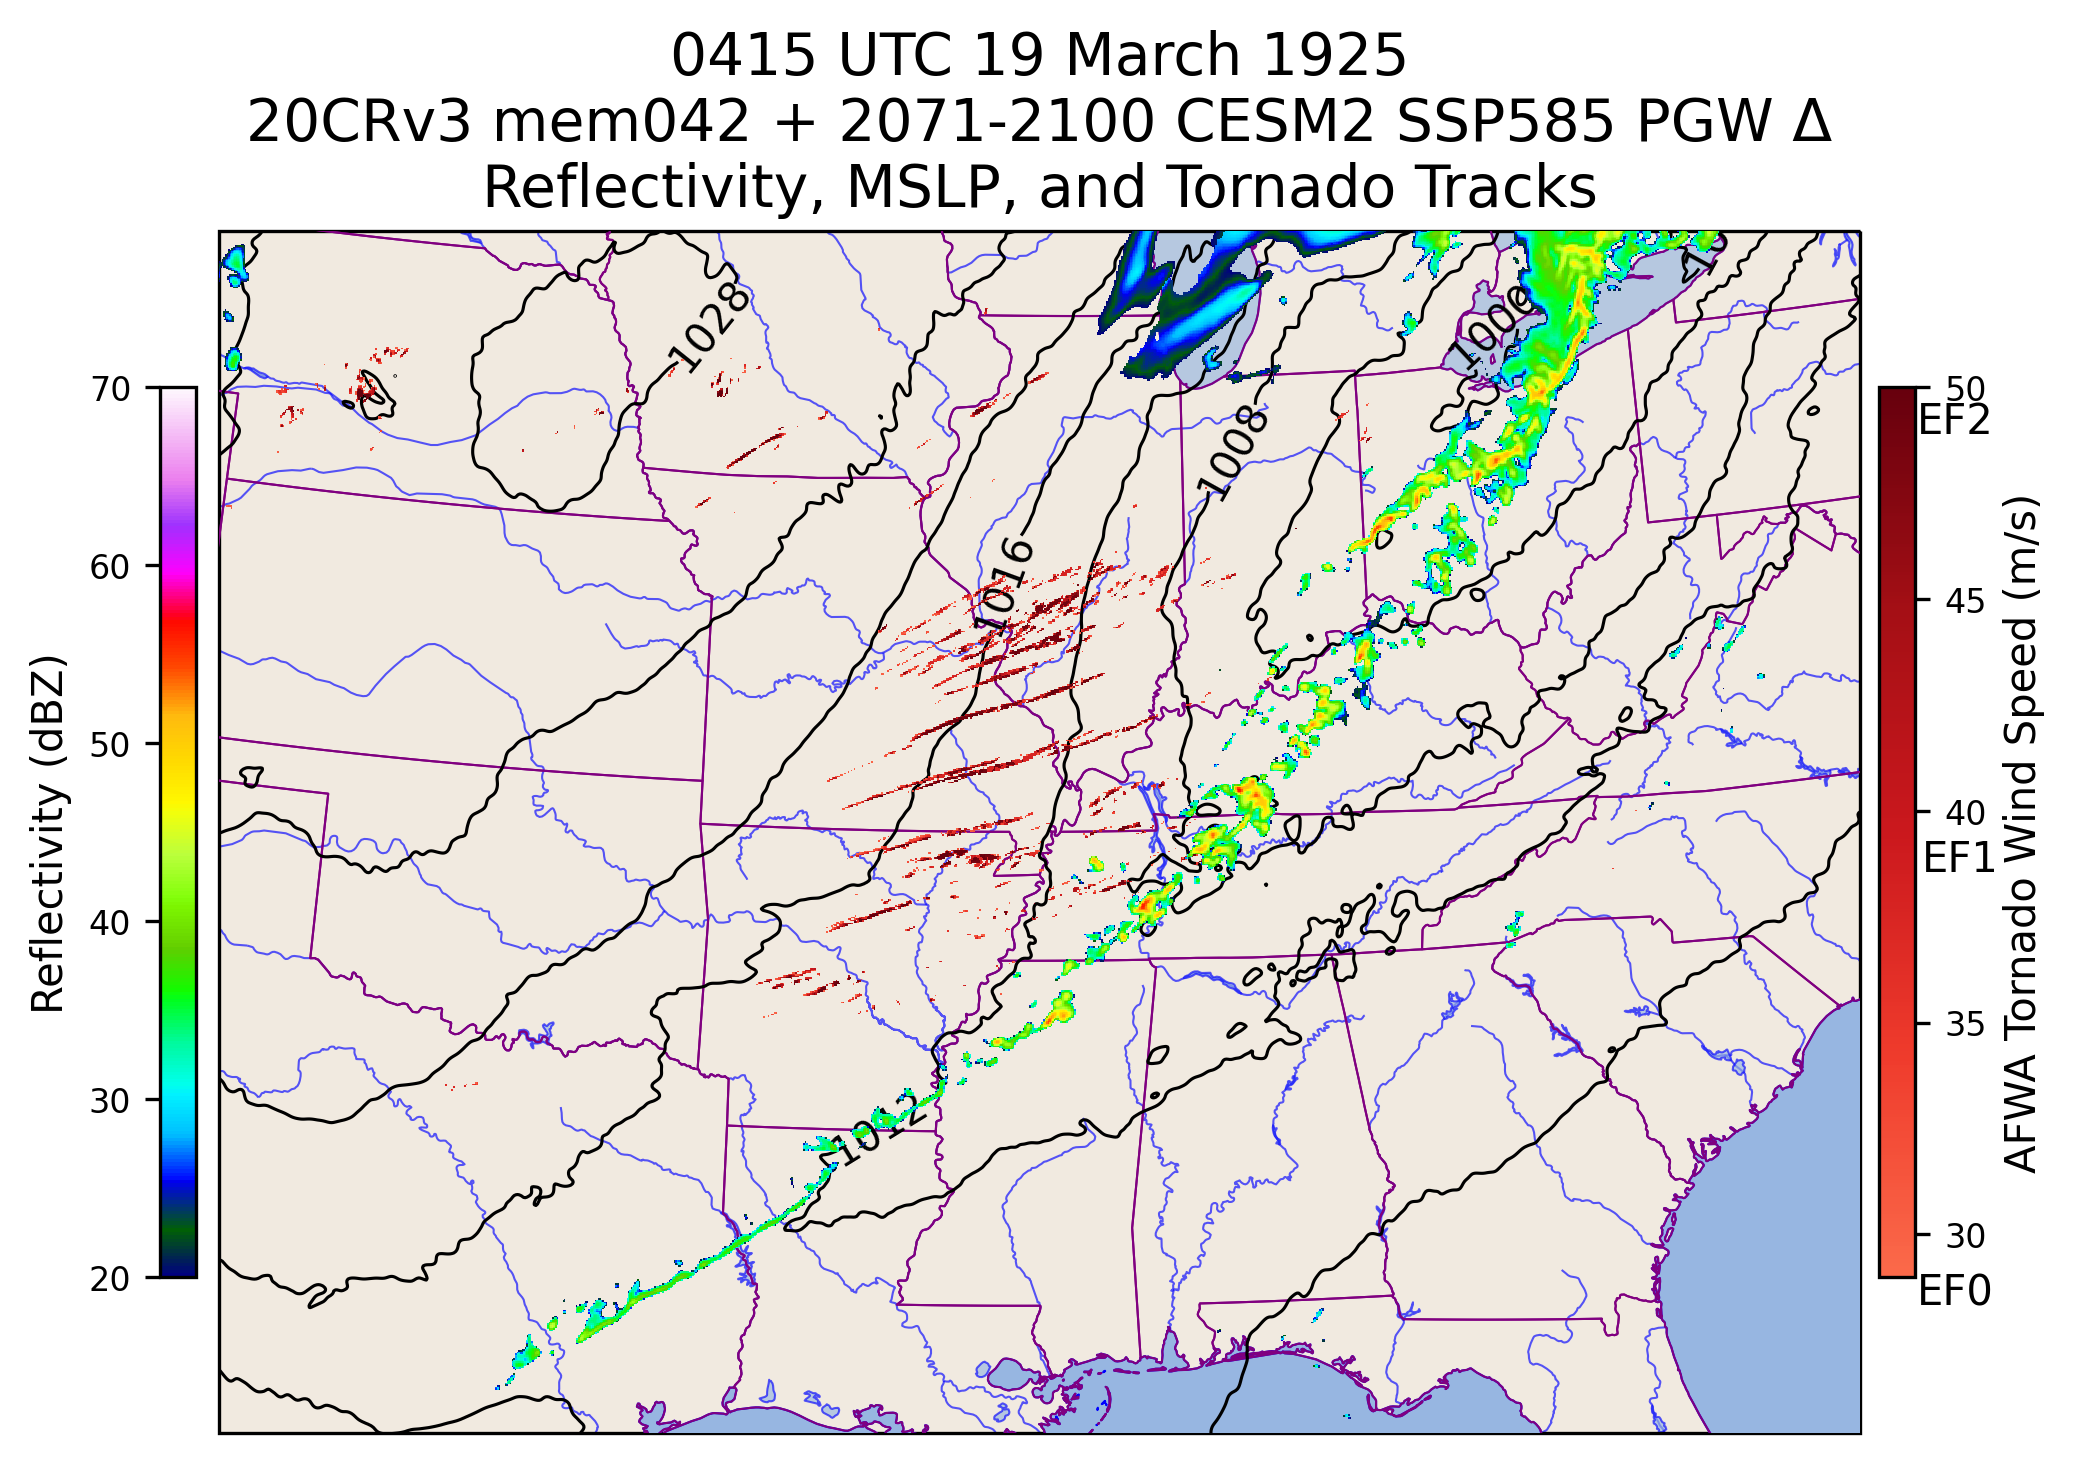 0415 UTC 19 March 1925
20CRv3 mem042 + 2071-2100 CESM2 SSP585 PGW Δ
Reflectivity, MSLP, and Tornado Tracks
Reflectivity (dBZ)
70
60
50
40
30
20
1028
1000
1008
1016
1012
50
EF2
45
40
EF1
35
30
EF0
AFWA Tornado Wind Speed (m/s)